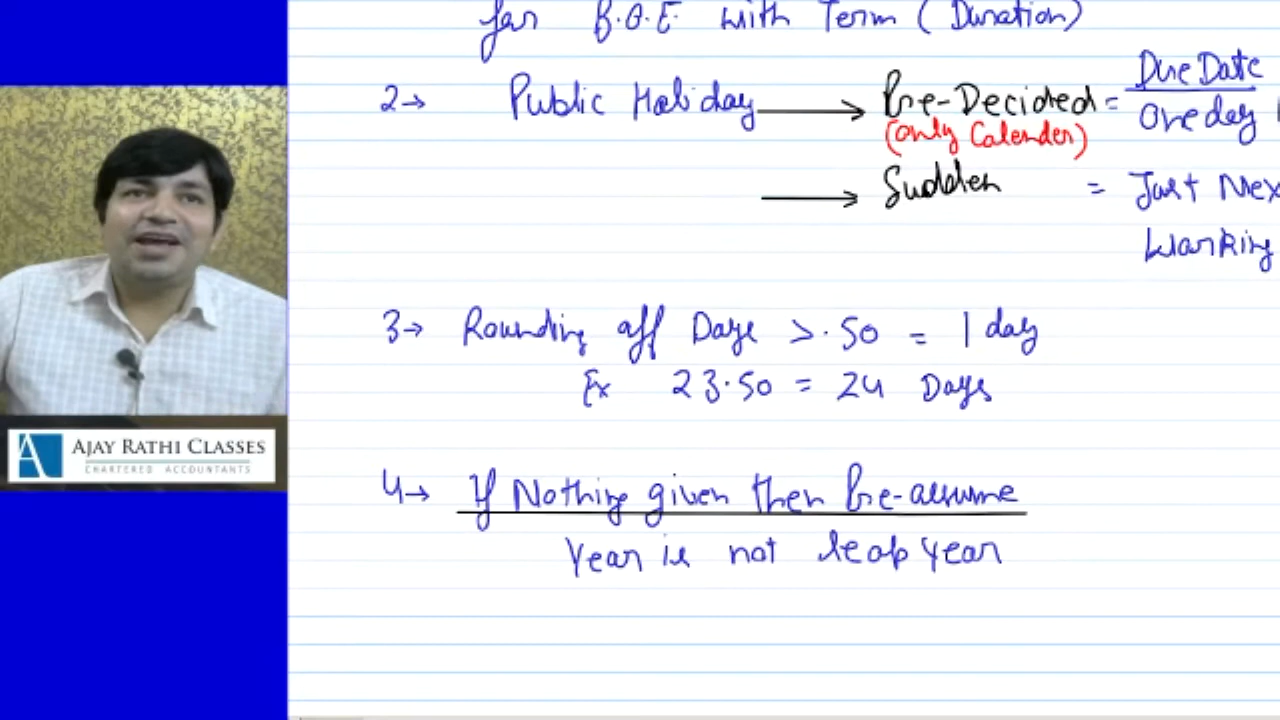 for B.O.E with Term (Duration)
2→ Public Holiday → Pre-Decided = Due Date
(only Calender) one day
→ Sudden = Just Nex
Working
3→ Rounding off Days > .50 = 1 day
Ex 23.50 = 24 Days
4→ If Nothing given then Pre-assume
Year is not leap Year
AJAY RATHI CLASSES
CHARTERED ACCOUNTANTS